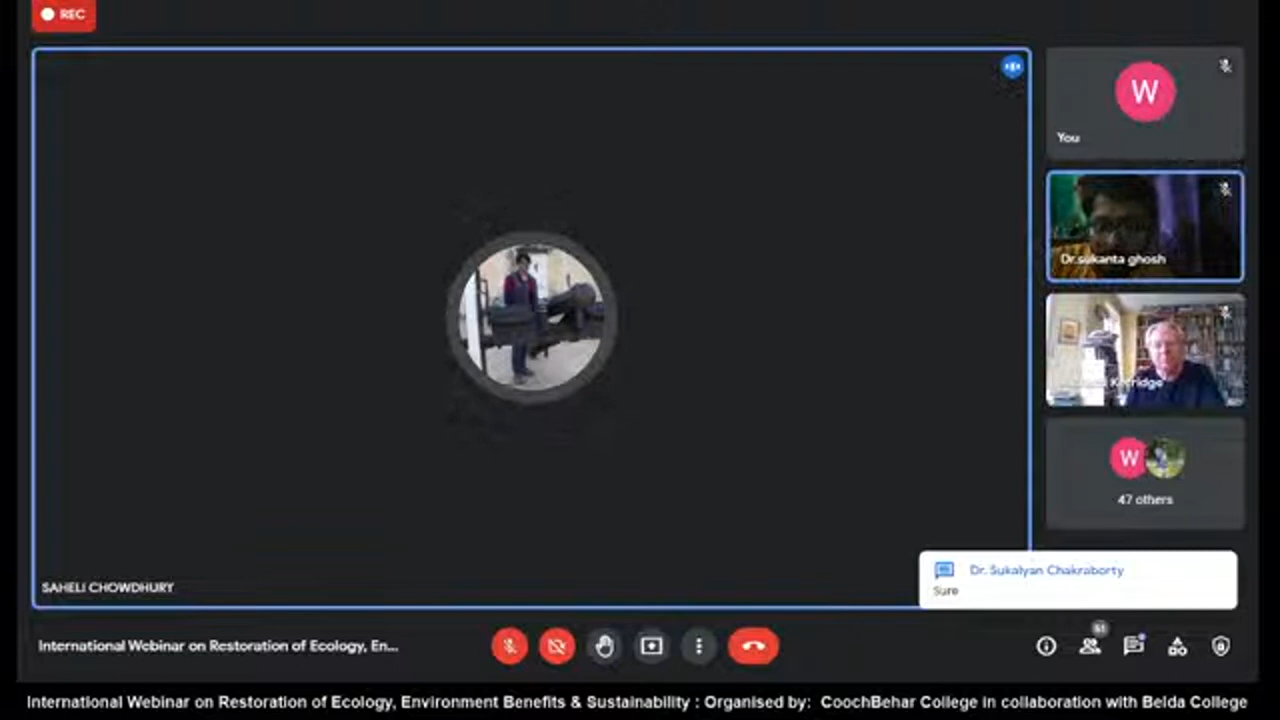 REC
W
You
Dr.sukanta ghosh
W
47 others
SAHELI CHOWDHURY
Dr. Sukalyan Chakraborty
Sure
International Webinar on Restoration of Ecology, En...
51
International Webinar on Restoration of Ecology, Environment Benefits & Sustainability : Organised by: CoochBehar College in collaboration with Belda College